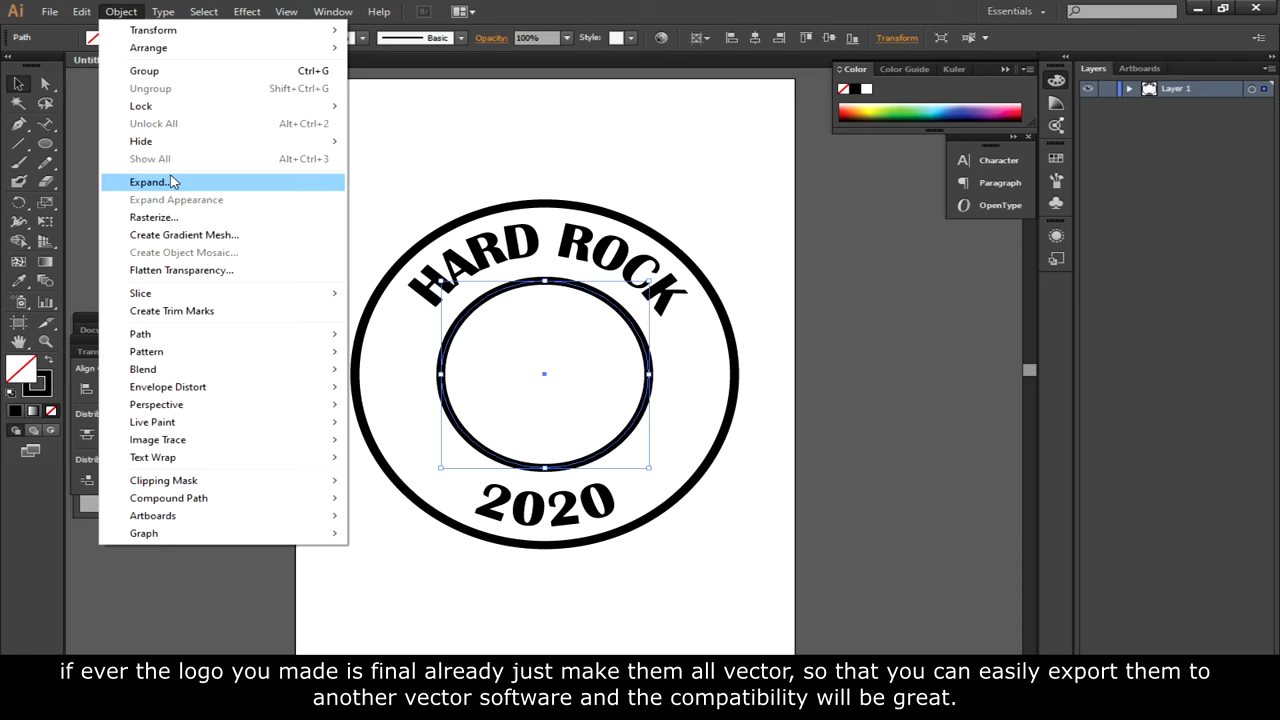 Ai File Edit Object Type Select Effect View Window Help Br Essentials
Path Basic Opacity: 100% Style: Transform
Transform
Arrange
Group Ctrl+G
Ungroup Shift+Ctrl+G
Lock
Unlock All Alt+Ctrl+2
Hide
Show All Alt+Ctrl+3
Expand...
Expand Appearance
Rasterize...
Create Gradient Mesh...
Create Object Mosaic...
Flatten Transparency...
Slice
Create Trim Marks
Path
Pattern
Blend
Envelope Distort
Perspective
Live Paint
Image Trace
Text Wrap
Clipping Mask
Compound Path
Artboards
Graph
HARD ROCK
2020
Color Color Guide Kuler
Character
Paragraph
OpenType
Layers Artboards
Layer 1
if ever the logo you made is final already just make them all vector, so that you can easily export them to
another vector software and the compatibility will be great.